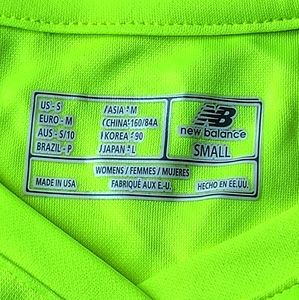 US-S
EURO-M
AUS-S/10
BRAZIL-P
ASIA-M
CHINA-160/84A
KOREA-90
JAPAN-L
NB
new balance
SMALL
WOMENS / FEMMES / MUJERES
MADE IN USA FABRIQUÉ AUX E.-U. HECHO EN EE.UU.